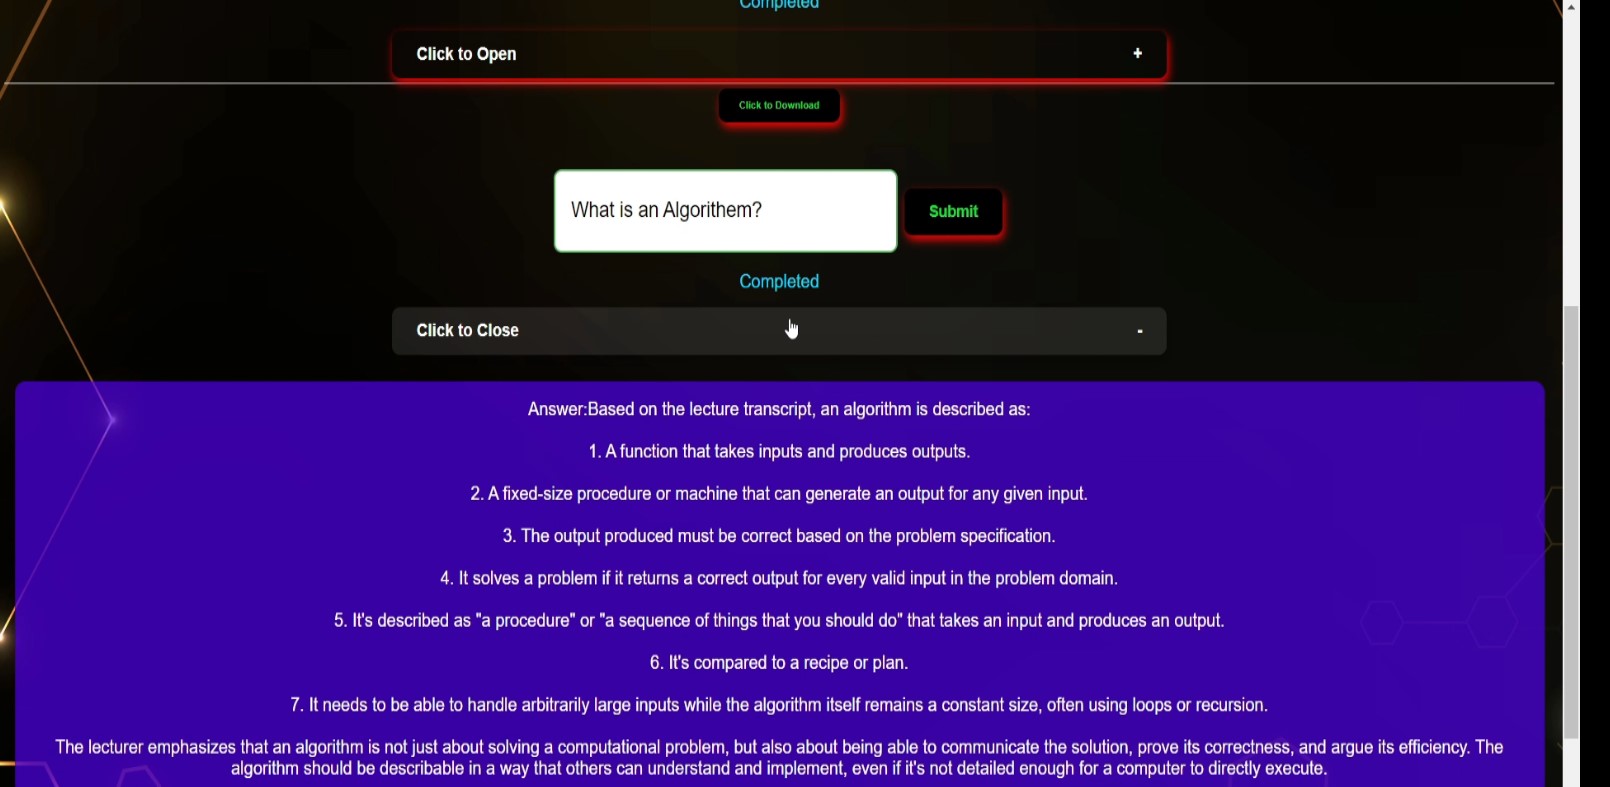 Completed
Click to Open +
Click to Download
What is an Algorithem?
Submit
Completed
Click to Close -
Answer:Based on the lecture transcript, an algorithm is described as:
1. A function that takes inputs and produces outputs.
2. A fixed-size procedure or machine that can generate an output for any given input.
3. The output produced must be correct based on the problem specification.
4. It solves a problem if it returns a correct output for every valid input in the problem domain.
5. It's described as "a procedure" or "a sequence of things that you should do" that takes an input and produces an output.
6. It's compared to a recipe or plan.
7. It needs to be able to handle arbitrarily large inputs while the algorithm itself remains a constant size, often using loops or recursion.
The lecturer emphasizes that an algorithm is not just about solving a computational problem, but also about being able to communicate the solution, prove its correctness, and argue its efficiency. The
algorithm should be describable in a way that others can understand and implement, even if it's not detailed enough for a computer to directly execute.